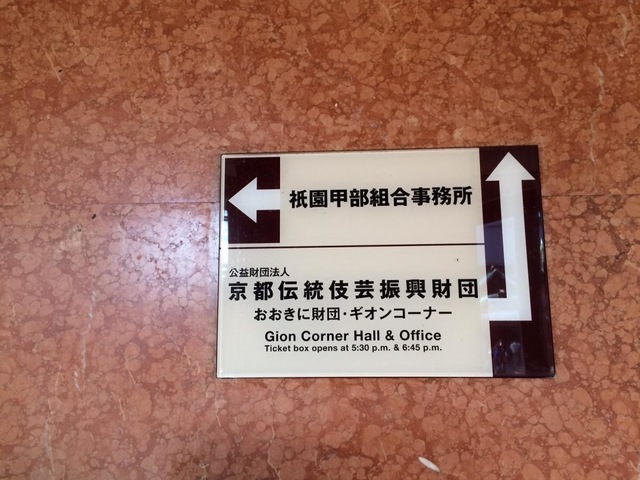 祇園甲部組合事務所
公益財団法人
京都伝統伎芸振興財団
おおきに財団・ギオンコーナー
Gion Corner Hall & Office
Ticket box opens at 5:30 p.m. & 6:45 p.m.